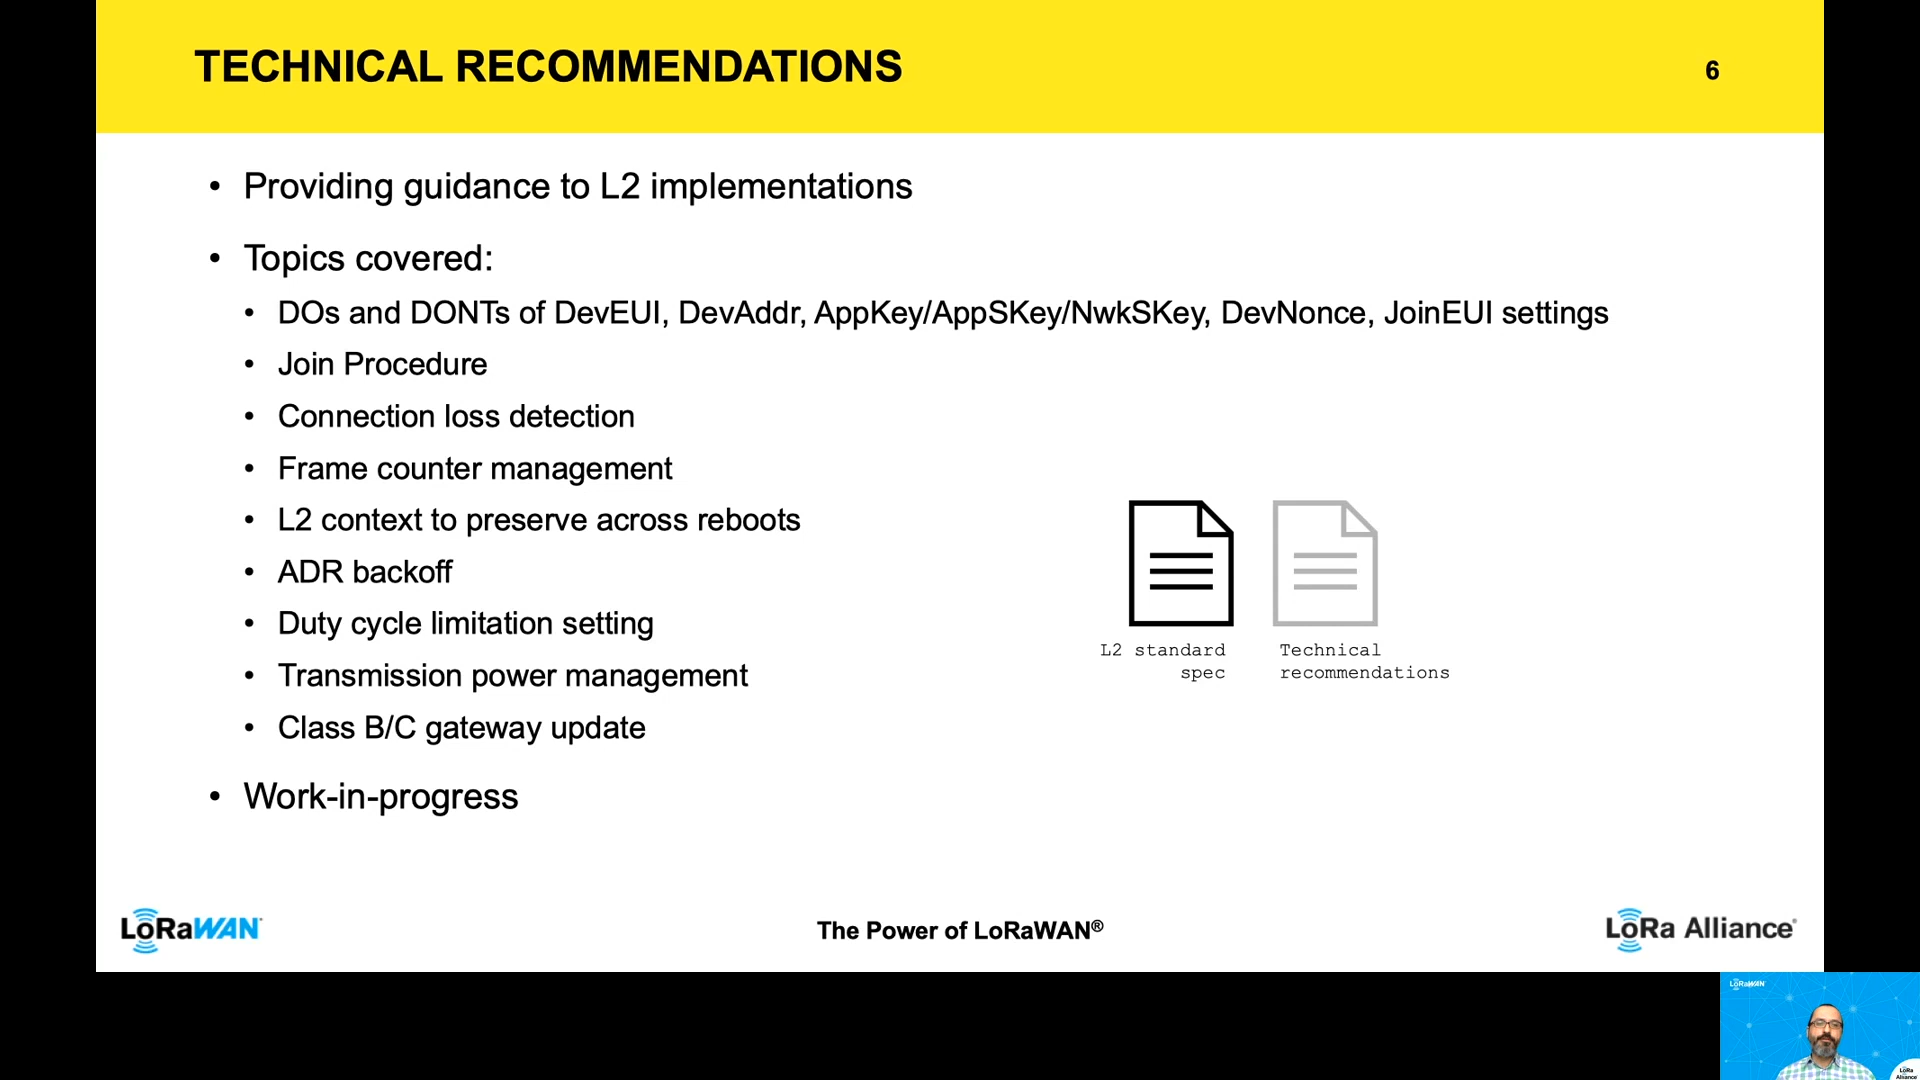 TECHNICAL RECOMMENDATIONS
6
• Providing guidance to L2 implementations
• Topics covered:
• DOs and DONTs of DevEUI, DevAddr, AppKey/AppSKey/NwkSKey, DevNonce, JoinEUI settings
• Join Procedure
• Connection loss detection
• Frame counter management
• L2 context to preserve across reboots
• ADR backoff
• Duty cycle limitation setting
• Transmission power management
• Class B/C gateway update
• Work-in-progress
L2 standard
spec
Technical
recommendations
LoRaWAN
The Power of LoRaWAN®
LoRa Alliance®
LoRaWAN
LoRa
Alliance